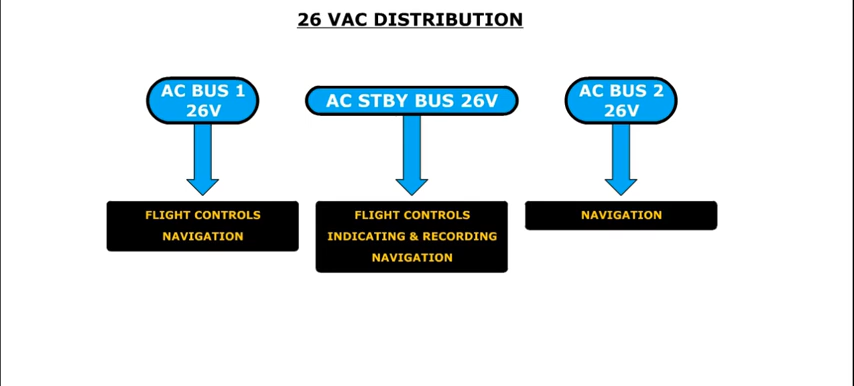 26 VAC DISTRIBUTION
AC BUS 1
26V
AC STBY BUS 26V
AC BUS 2
26V
FLIGHT CONTROLS
NAVIGATION
FLIGHT CONTROLS
INDICATING & RECORDING
NAVIGATION
NAVIGATION